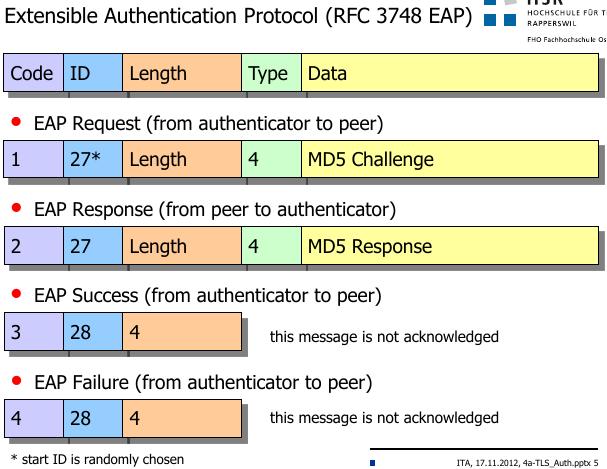 Extensible Authentication Protocol (RFC 3748 EAP)
HOCHSCHULE FÜR T
RAPPERSWIL
FHO Fachhochschule Os
Code ID Length Type Data
• EAP Request (from authenticator to peer)
1 27* Length 4 MD5 Challenge
• EAP Response (from peer to authenticator)
2 27 Length 4 MD5 Response
• EAP Success (from authenticator to peer)
3 28 4 this message is not acknowledged
• EAP Failure (from authenticator to peer)
4 28 4 this message is not acknowledged
* start ID is randomly chosen
ITA, 17.11.2012, 4a-TLS_Auth.pptx 5